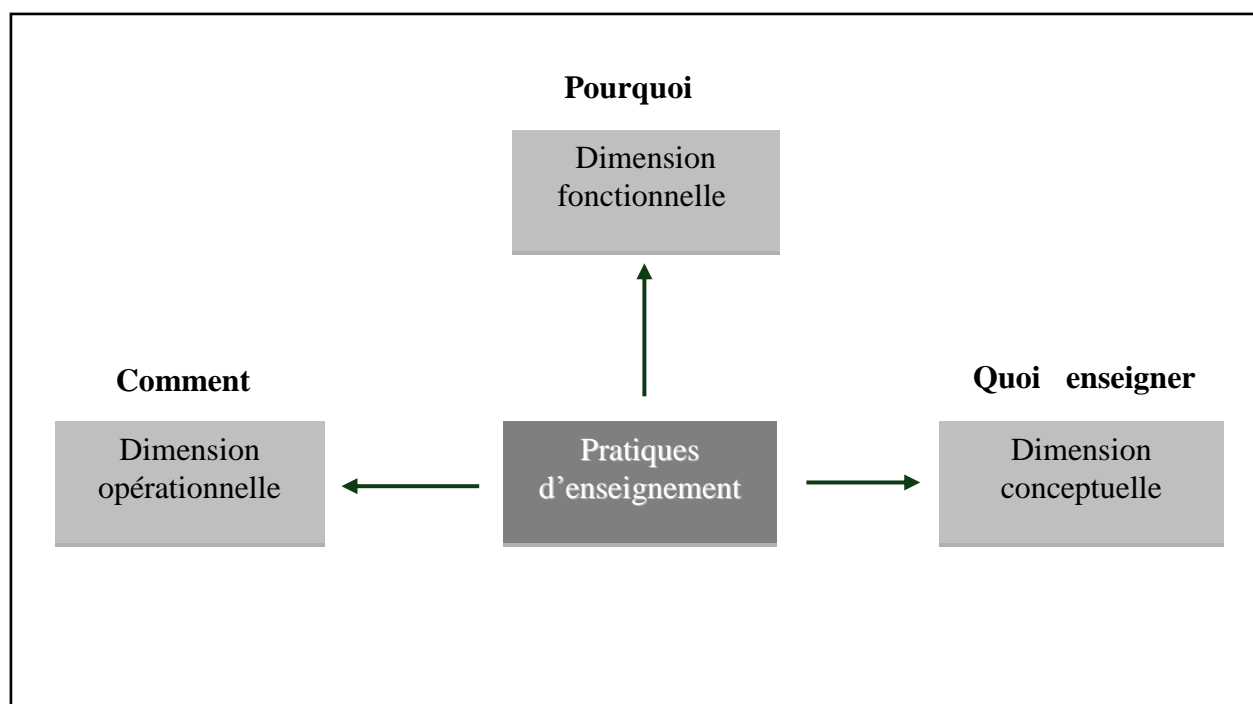 Pourquoi
Dimension
fonctionnelle
Comment
Dimension
opérationnelle
Pratiques
d’enseignement
Quoi enseigner
Dimension
conceptuelle